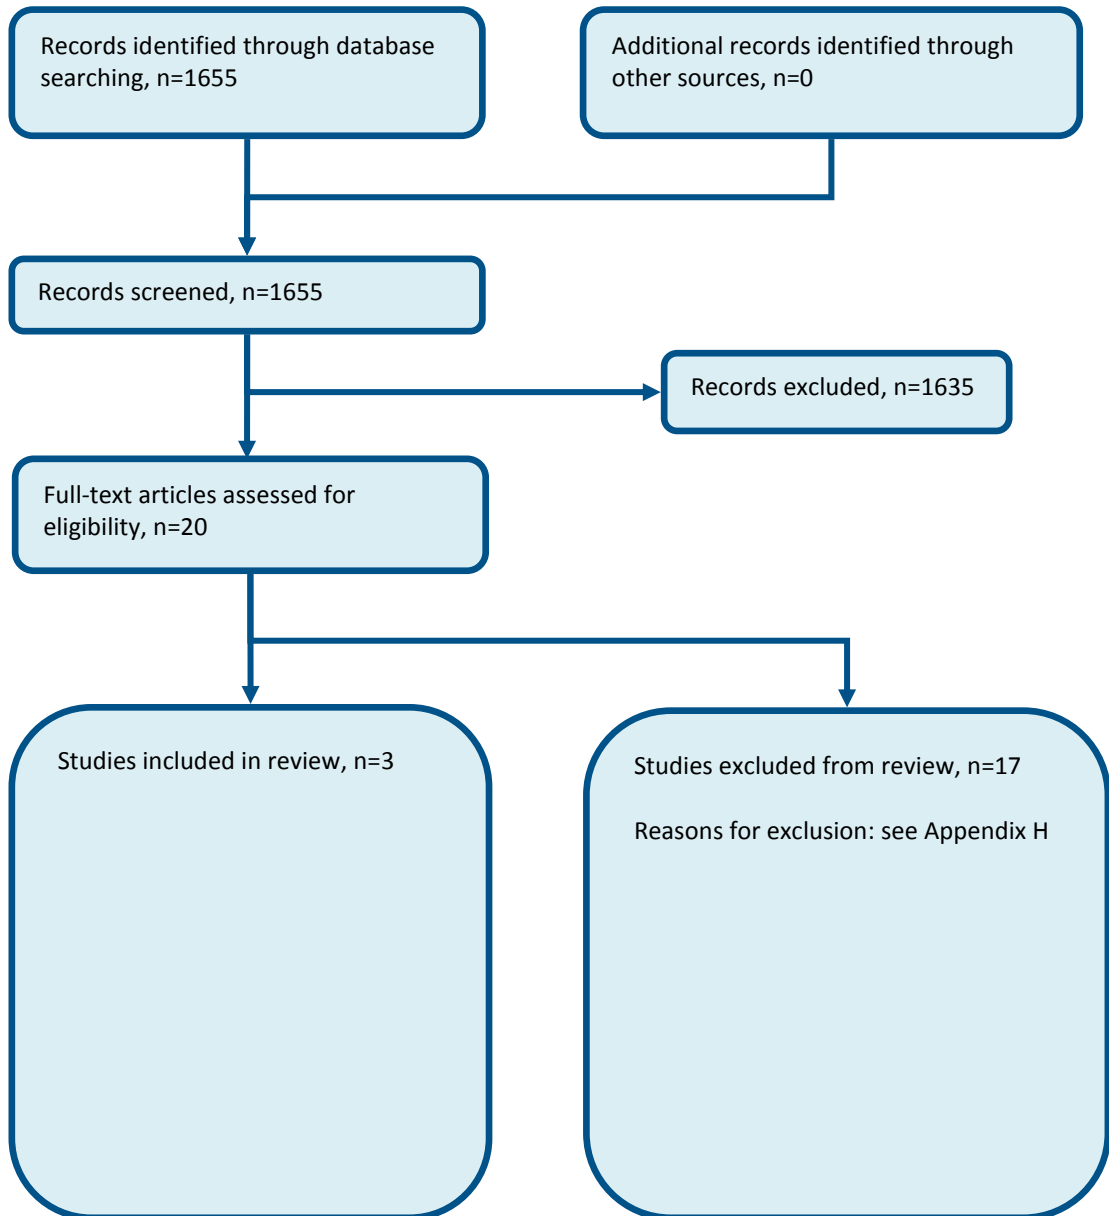 Records identified through database
searching, n=1655
Additional records identified through
other sources, n=0
Records screened, n=1655
Records excluded, n=1635
Full-text articles assessed for
eligibility, n=20
Studies included in review, n=3
Studies excluded from review, n=17
Reasons for exclusion: see Appendix H